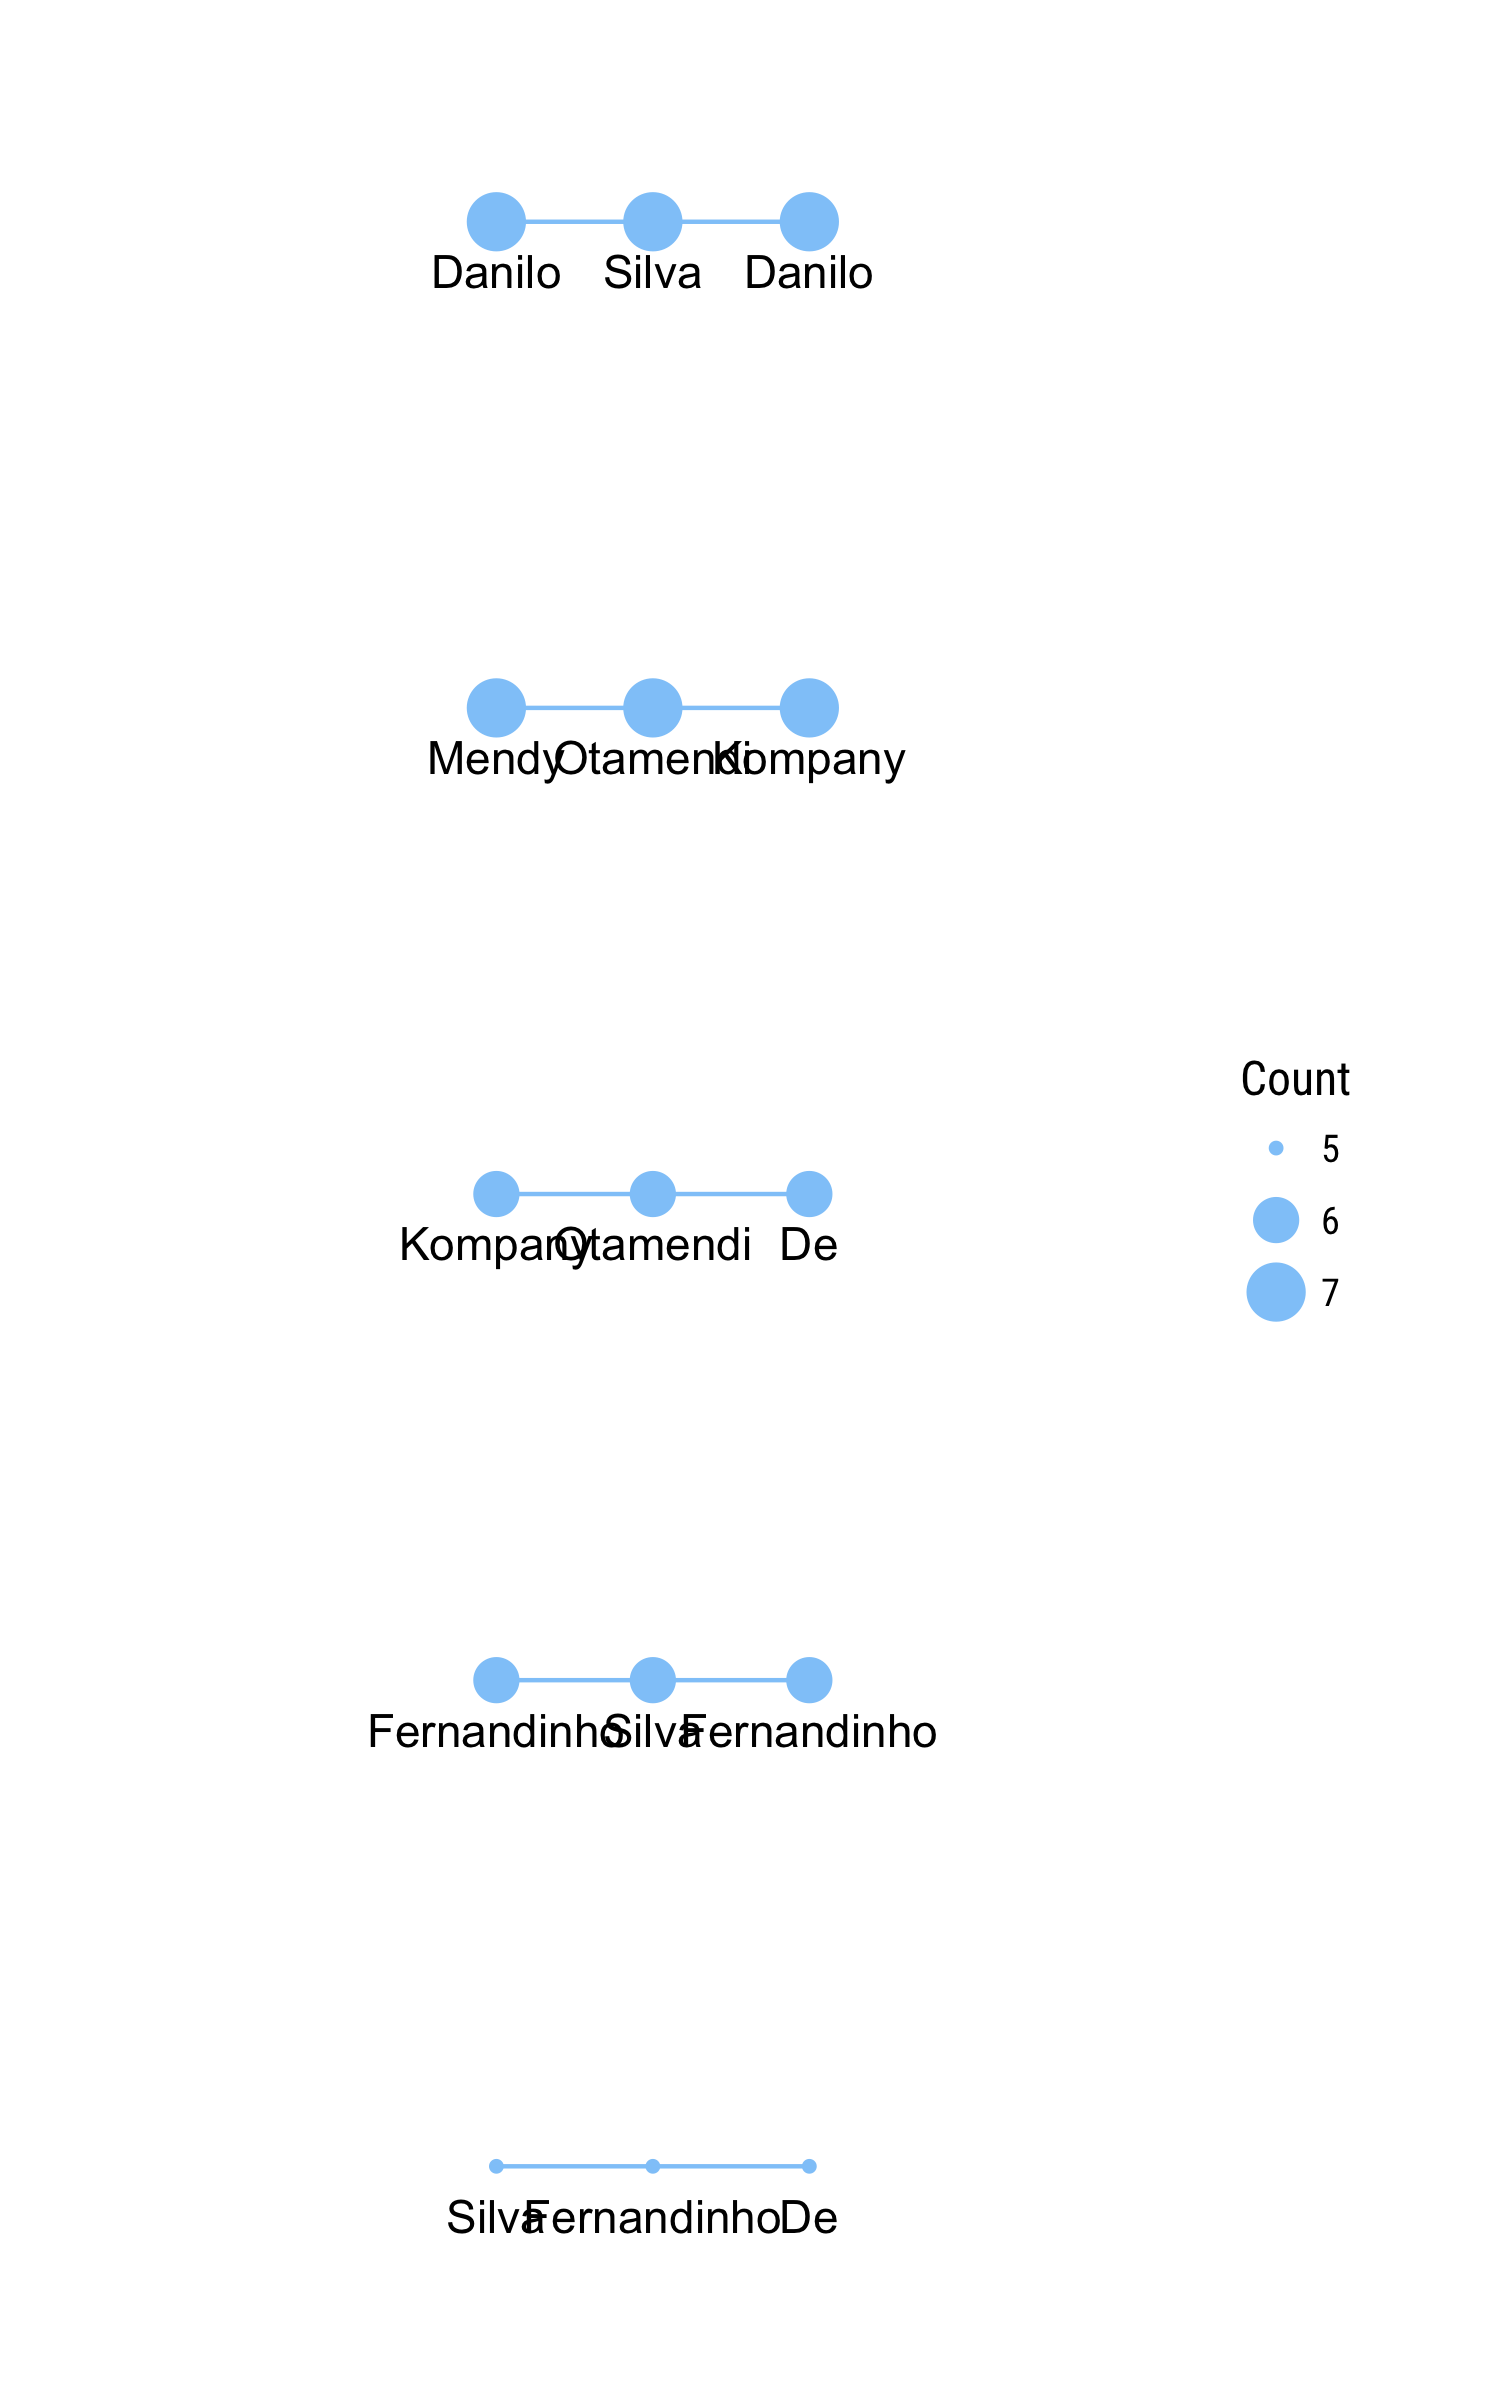 Danilo Silva Danilo
Mendy Otamendi Kompany
Count
5
Kompany Otamendi De
6
7
Fernandinho Silva Fernandinho
Silva Fernandinho De